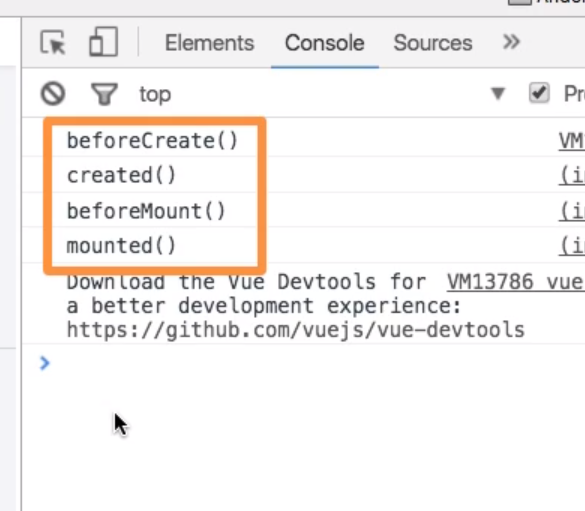 Elements Console Sources
top Pr
beforeCreate() VM
created() (i
beforeMount() (i
mounted() (i
Download the Vue Devtools for VM13786 vue
a better development experience:
https://github.com/vuejs/vue-devtools